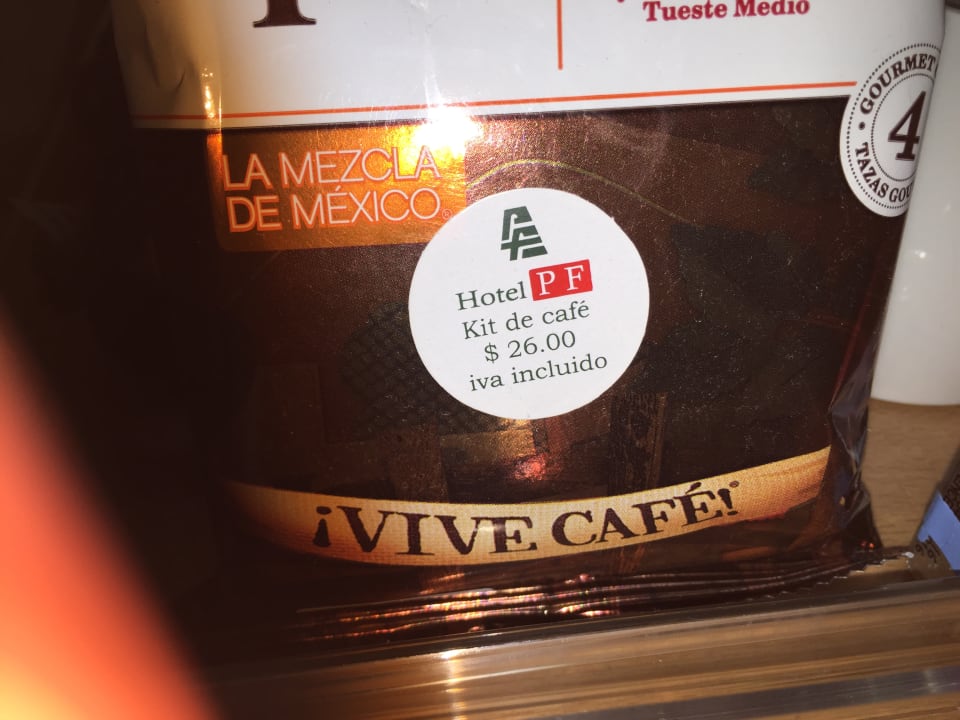 Tueste Medio
GOURMET
4
TAZAS
LA MEZCLA
DE MÉXICO
Hotel PF
Kit de café
$ 26.00
iva incluido
¡VIVE CAFÉ!®